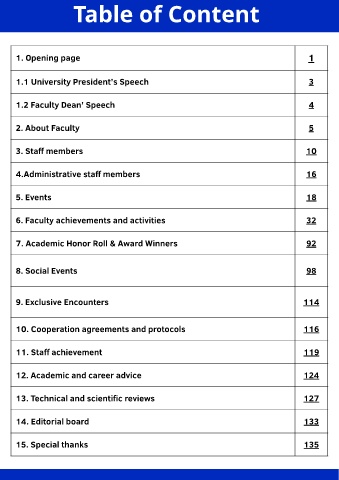 Table of Content
1. Opening page 1
1.1 University President's Speech 3
1.2 Faculty Dean' Speech 4
2. About Faculty 5
3. Staff members 10
4.Administrative staff members 16
5. Events 18
6. Faculty achievements and activities 32
7. Academic Honor Roll & Award Winners 92
8. Social Events 98
9. Exclusive Encounters 114
10. Cooperation agreements and protocols 116
11. Staff achievement 119
12. Academic and career advice 124
13. Technical and scientific reviews 127
14. Editorial board 133
15. Special thanks 135